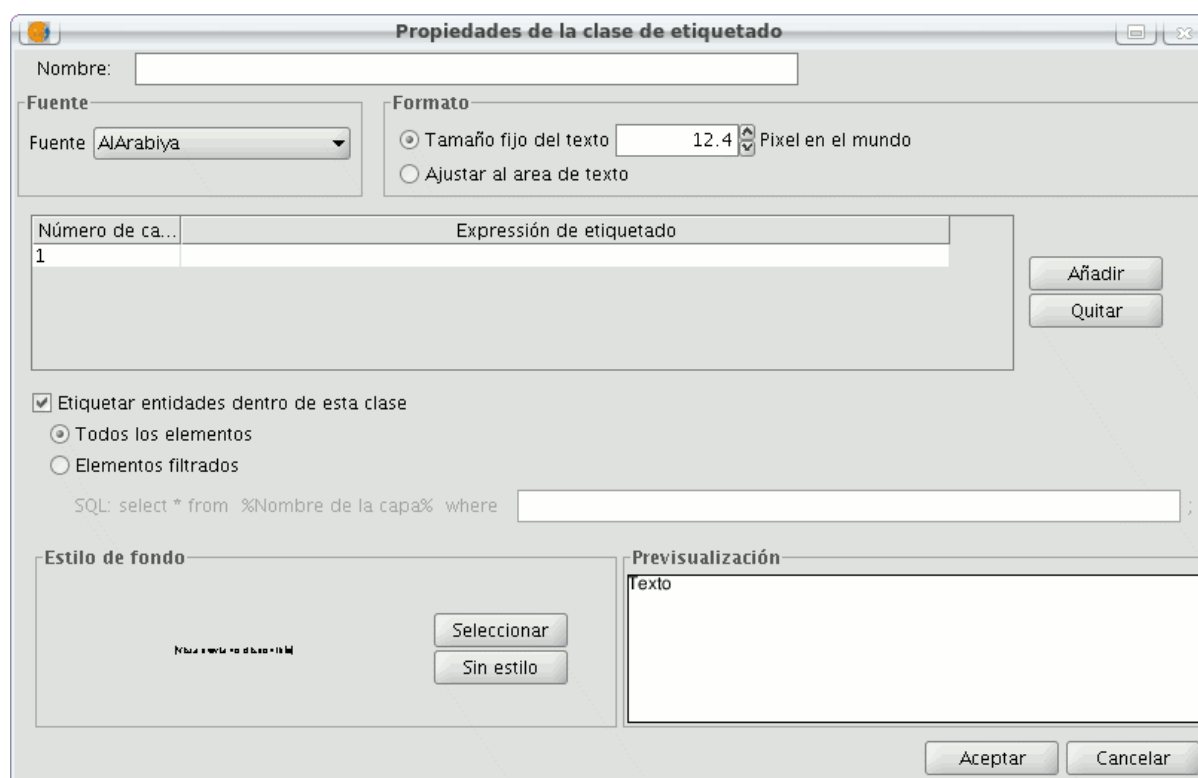 Propiedades de la clase de etiquetado
Nombre:
Fuente
Fuente AlArabiya
Formato
Tamaño fijo del texto 12.4 Pixel en el mundo
Ajustar al area de texto
Número de ca... Expresión de etiquetado
1
Añadir
Quitar
Etiquetar entidades dentro de esta clase
Todos los elementos
Elementos filtrados
SQL: select * from %Nombre de la capa% where ;
Estilo de fondo
Seleccionar
Sin estilo
Previsualización
Texto
Aceptar
Cancelar